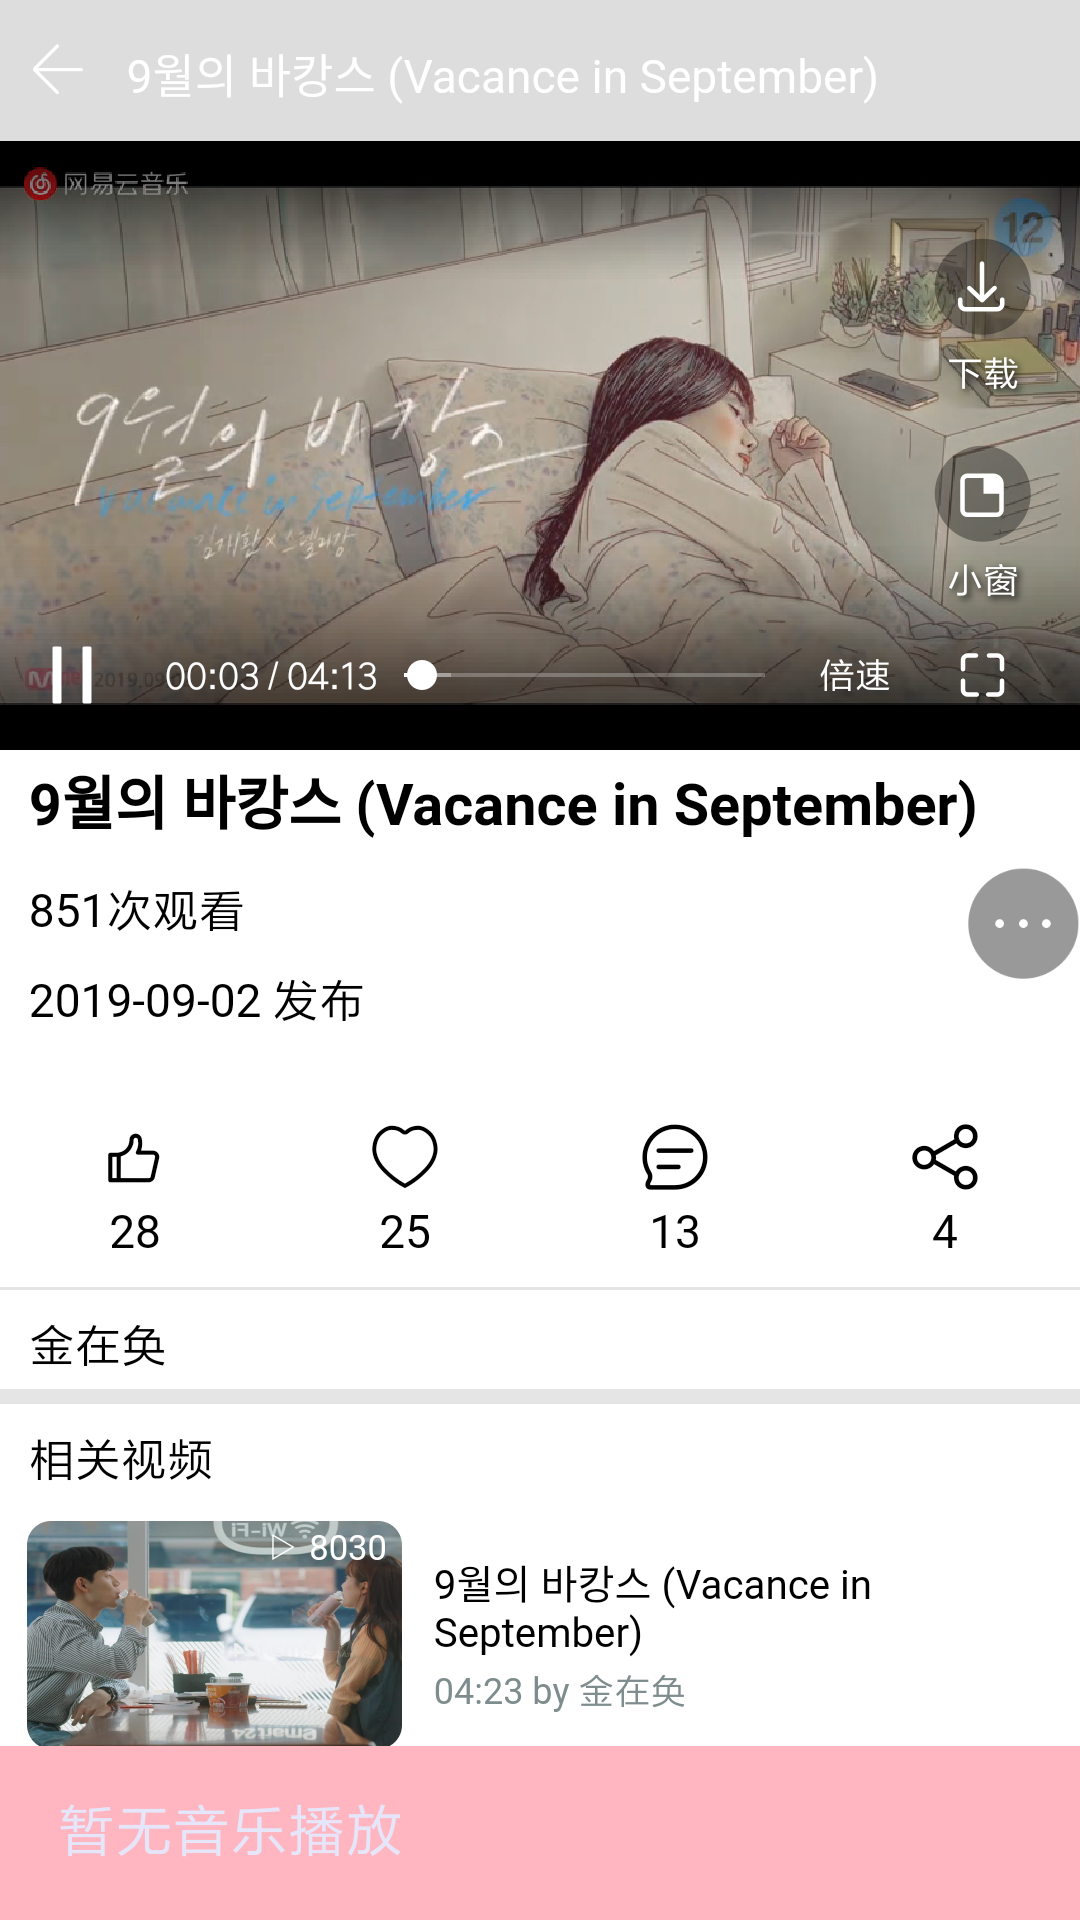 9월의 바캉스 (Vacance in September)
网易云音乐
12
下载
9월의 바캉스
vacance in september
김재환 x 스텔라장
小窗
00:03 / 04:13
倍速
9월의 바캉스 (Vacance in September)
851次观看
2019-09-02 发布
28
25
13
4
金在奂
相关视频
Wi-Fi
8030
emart24
9월의 바캉스 (Vacance in
September)
04:23 by 金在奂
暂无音乐播放